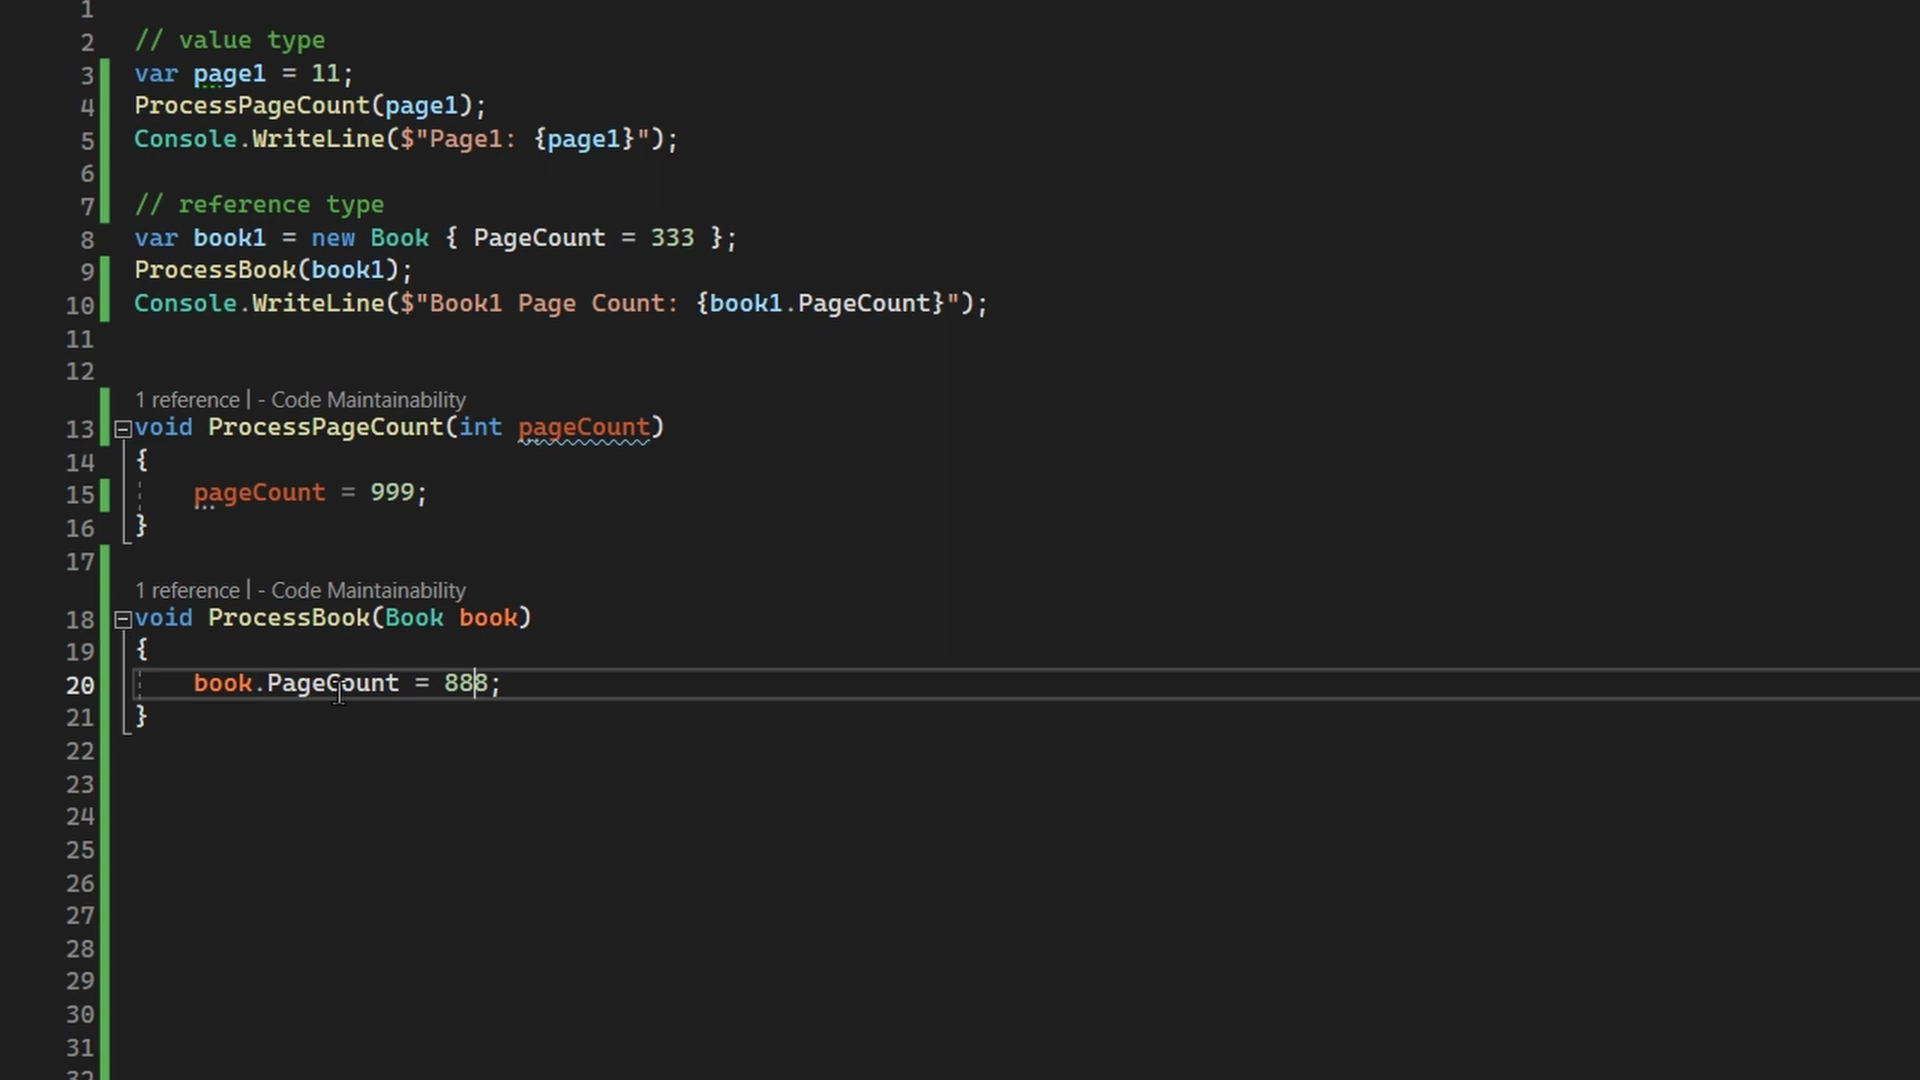 1
2 // value type
3 var page1 = 11;
4 ProcessPageCount(page1);
5 Console.WriteLine($"Page1: {page1}");
6
7 // reference type
8 var book1 = new Book { PageCount = 333 };
9 ProcessBook(book1);
10 Console.WriteLine($"Book1 Page Count: {book1.PageCount}");
11
12
1 reference | - Code Maintainability
13 void ProcessPageCount(int pageCount)
14 {
15 pageCount = 999;
16 }
17
1 reference | - Code Maintainability
18 void ProcessBook(Book book)
19 {
20 book.PageCount = 888;
21 }
22
23
24
25
26
27
28
29
30
31
32